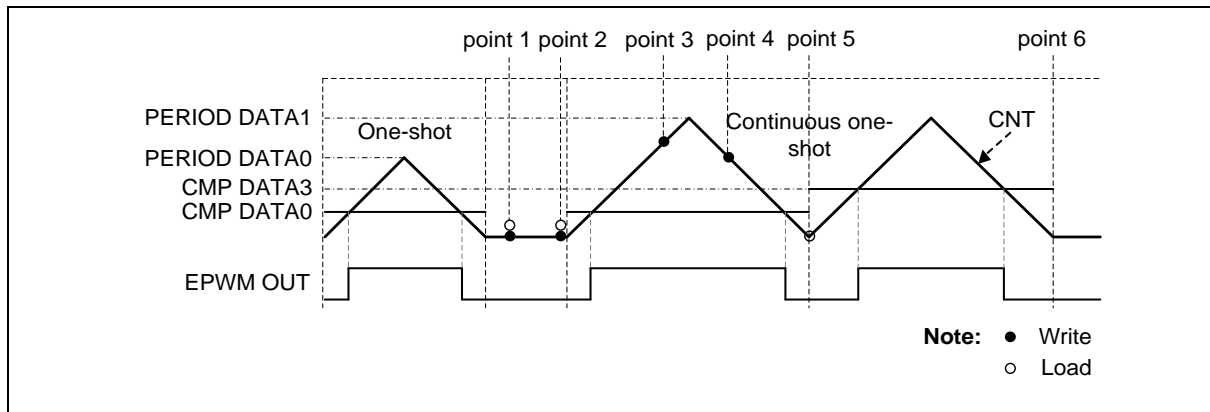 point 1 point 2 point 3 point 4 point 5 point 6
PERIOD DATA1
One-shot
Continuous one-
shot
CNT
PERIOD DATA0
CMP DATA3
CMP DATA0
EPWM OUT
Note: ● Write
○ Load